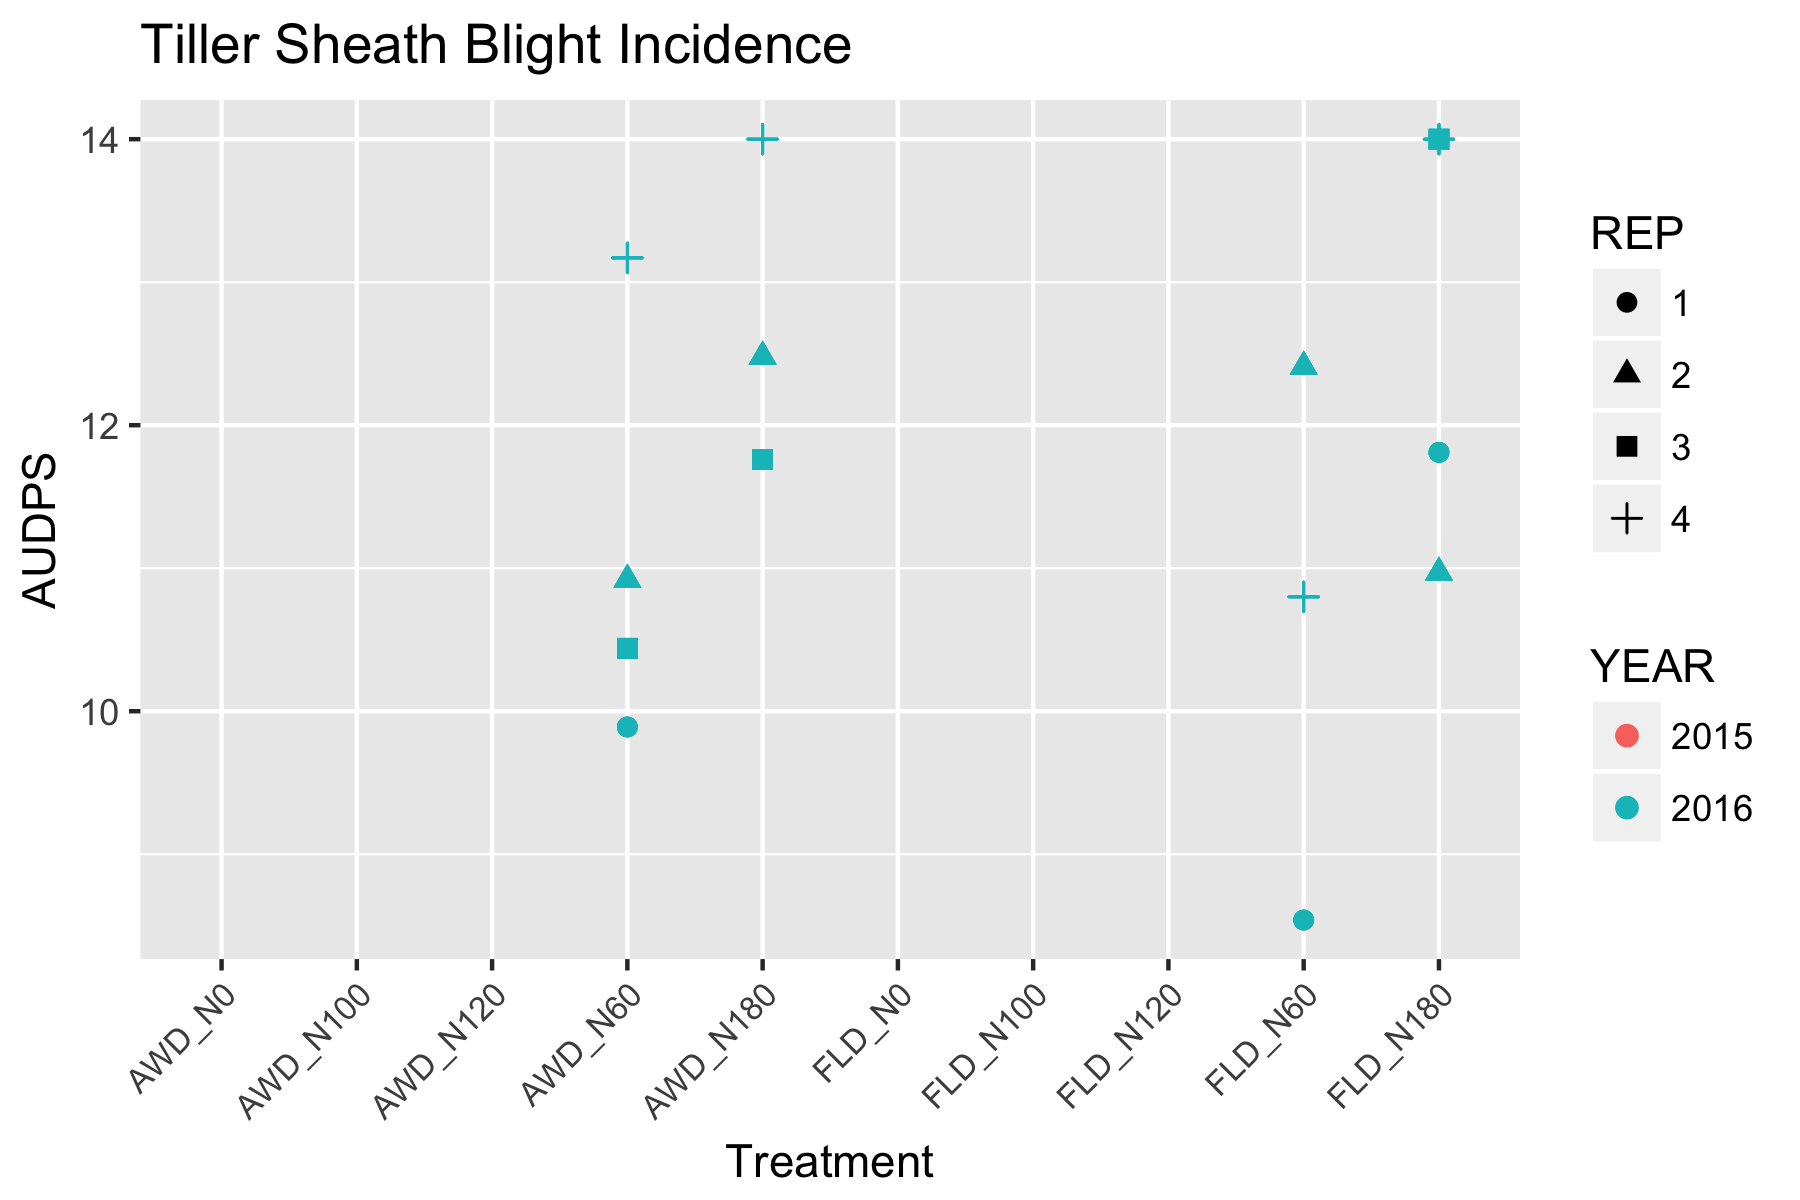 Tiller Sheath Blight Incidence
14
12
10
AUDPS
AWD_N0
AWD_N100
AWD_N120
AWD_N60
AWD_N180
FLD_N0
FLD_N100
FLD_N120
FLD_N60
FLD_N180
Treatment
REP
1
2
3
4
YEAR
2015
2016